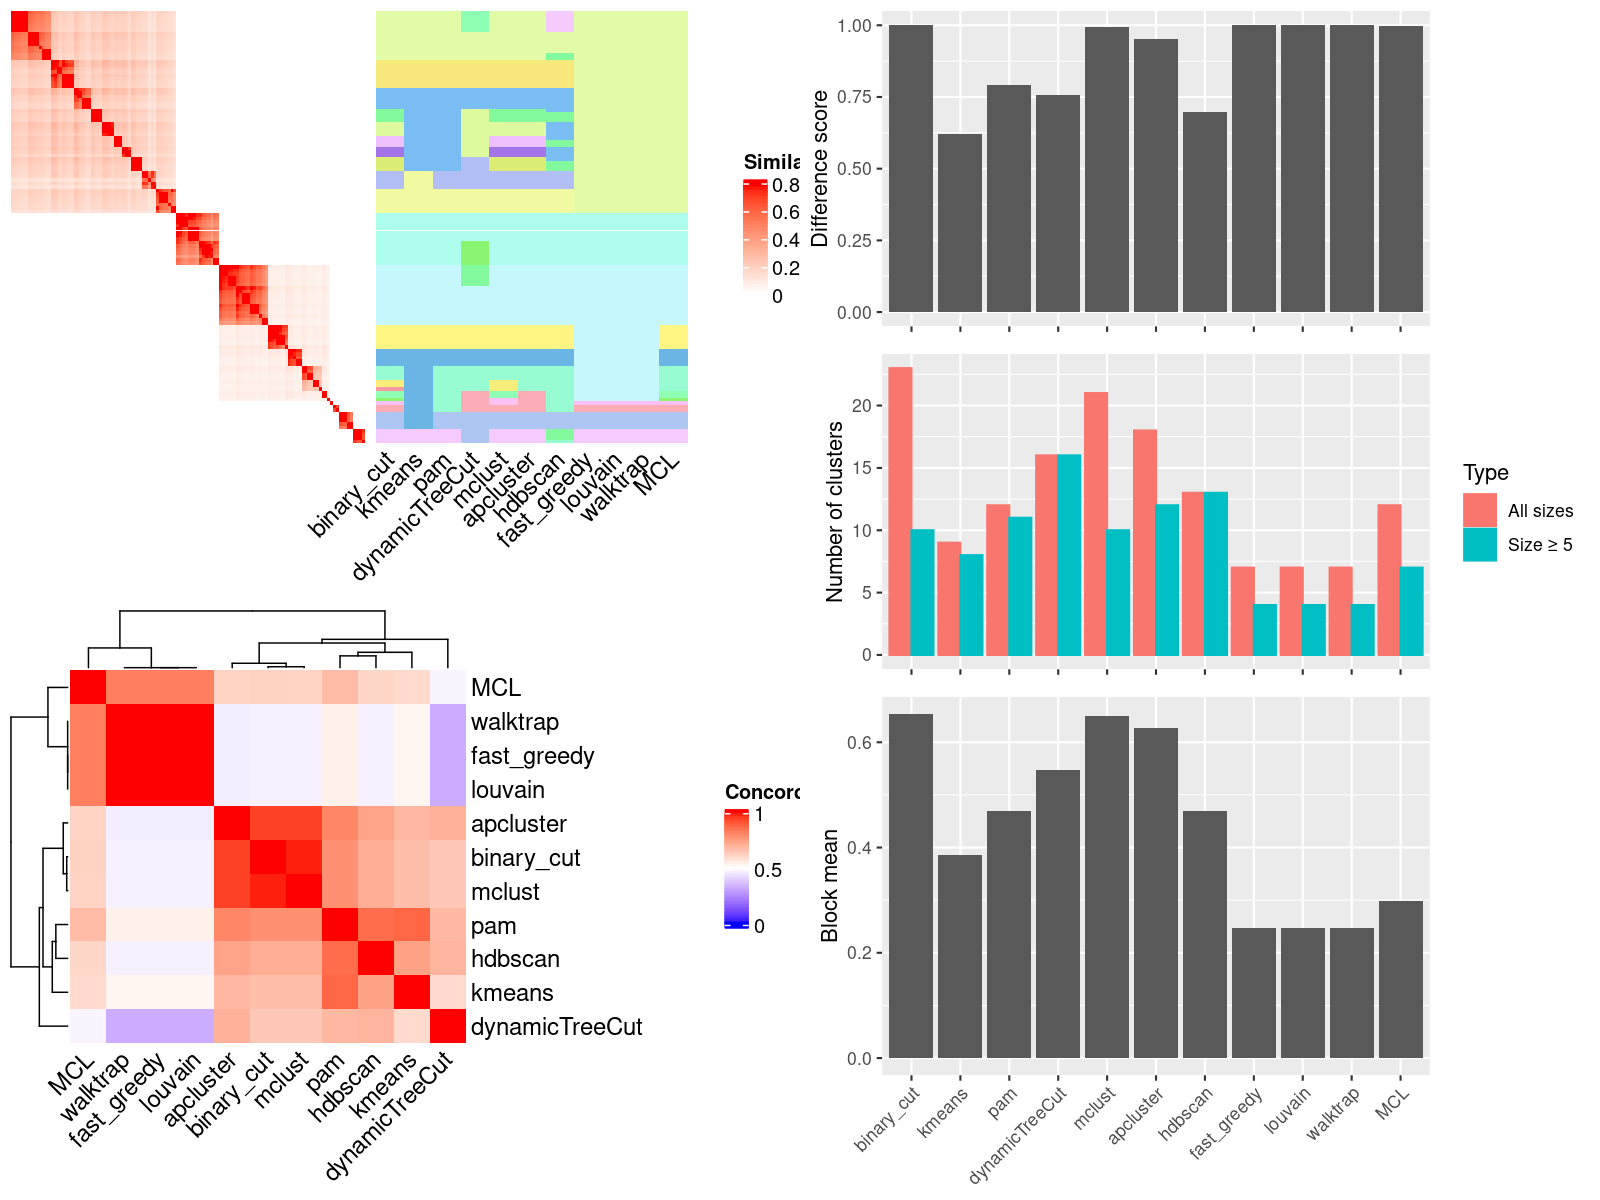 Simila
0.8
0.6
0.4
0.2
0
binary_cut
kmeans
pam
dynamicTreeCut
mclust
apcluster
hdbscan
fast_greedy
louvain
walktrap
MCL
Difference score
1.00
0.75
0.50
0.25
0.00
Number of clusters
20
15
10
5
0
Type
All sizes
Size ≥ 5
MCL
walktrap
fast_greedy
louvain
apcluster
binary_cut
mclust
pam
hdbscan
kmeans
dynamicTreeCut
MCL
walktrap
fast_greedy
louvain
apcluster
binary_cut
mclust
pam
hdbscan
kmeans
dynamicTreeCut
Concord
1
0.5
0
Block mean
0.6
0.4
0.2
0.0
binary_cut
kmeans
pam
dynamicTreeCut
mclust
apcluster
hdbscan
fast_greedy
louvain
walktrap
MCL